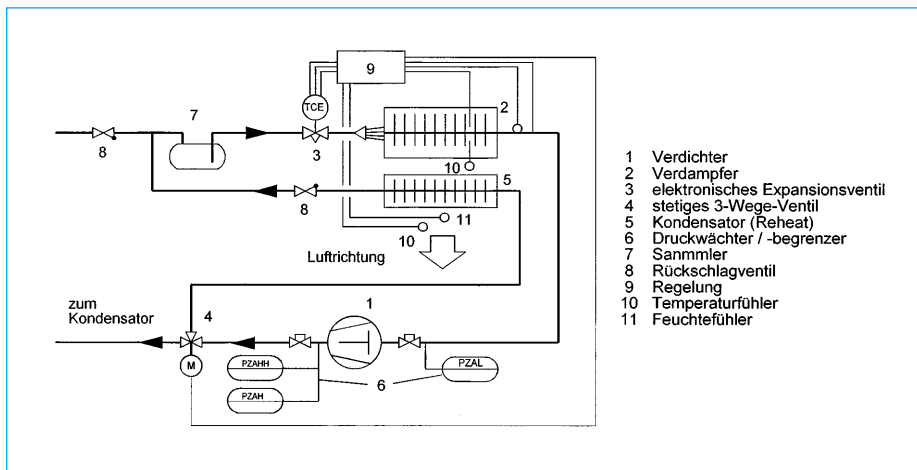 9
TCE
7
2
8
3
10
5
8
11
10
Luftrichtung
zum
Kondensator
4
1
M
PZAHH
6
PZAL
PZAH
1 Verdichter
2 Verdampfer
3 elektronisches Expansionsventil
4 stetiges 3-Wege-Ventil
5 Kondensator (Reheat)
6 Druckwächter / -begrenzer
7 Sanmmler
8 Rückschlagventil
9 Regelung
10 Temperaturfühler
11 Feuchtefühler